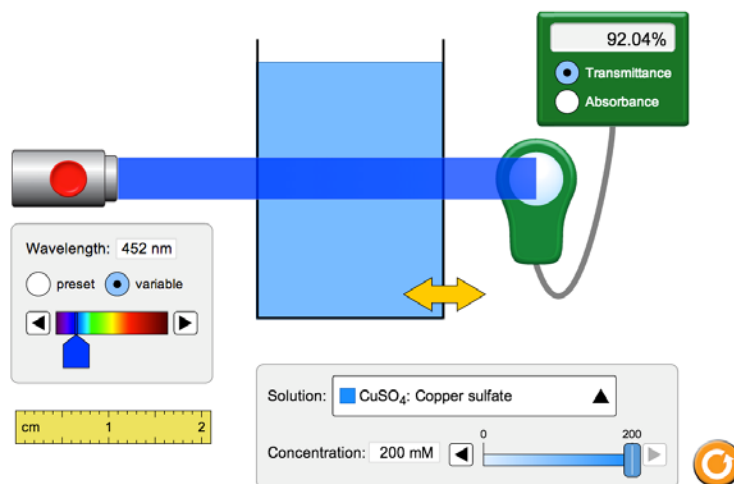 92.04%
Transmittance
Absorbance
Wavelength: 452 nm
preset variable
cm 1 2
Solution: CuSO₄: Copper sulfate
0 200
Concentration: 200 mM